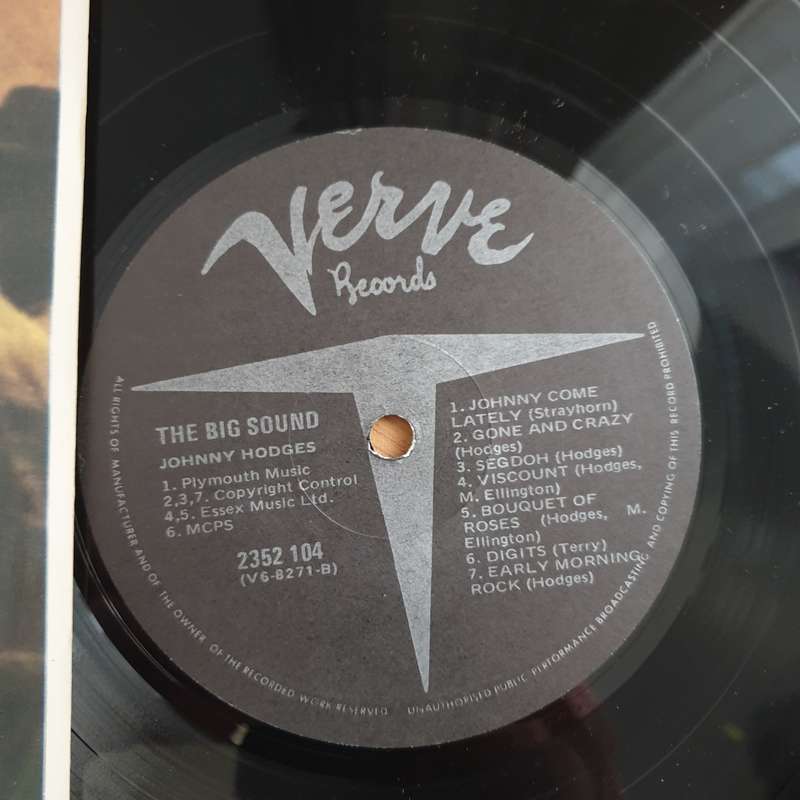 VERVE
Records
THE BIG SOUND
JOHNNY HODGES
1. Plymouth Music
2,3,7. Copyright Control
4,5. Essex Music Ltd.
6. MCPS
2352 104
(V6-8271-B)
1. JOHNNY COME
LATELY (Strayhorn)
2. GONE AND CRAZY
(Hodges)
3. SEGDOH (Hodges)
4. VISCOUNT (Hodges,
M. Ellington)
5. BOUQUET OF
ROSES (Hodges, M.
Ellington)
6. DIGITS (Terry)
7. EARLY MORNING
ROCK (Hodges)
ALL RIGHTS OF MANUFACTURER AND OF THE OWNER OF THE RECORDED WORK RESERVED UNAUTHORISED PUBLIC PERFORMANCE BROADCASTING AND COPYING OF THIS RECORD PROHIBITED